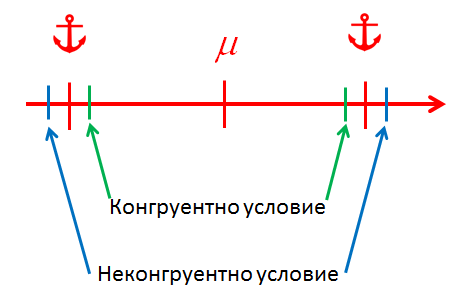 μ
Конгруентно условие
Неконгруентно условие